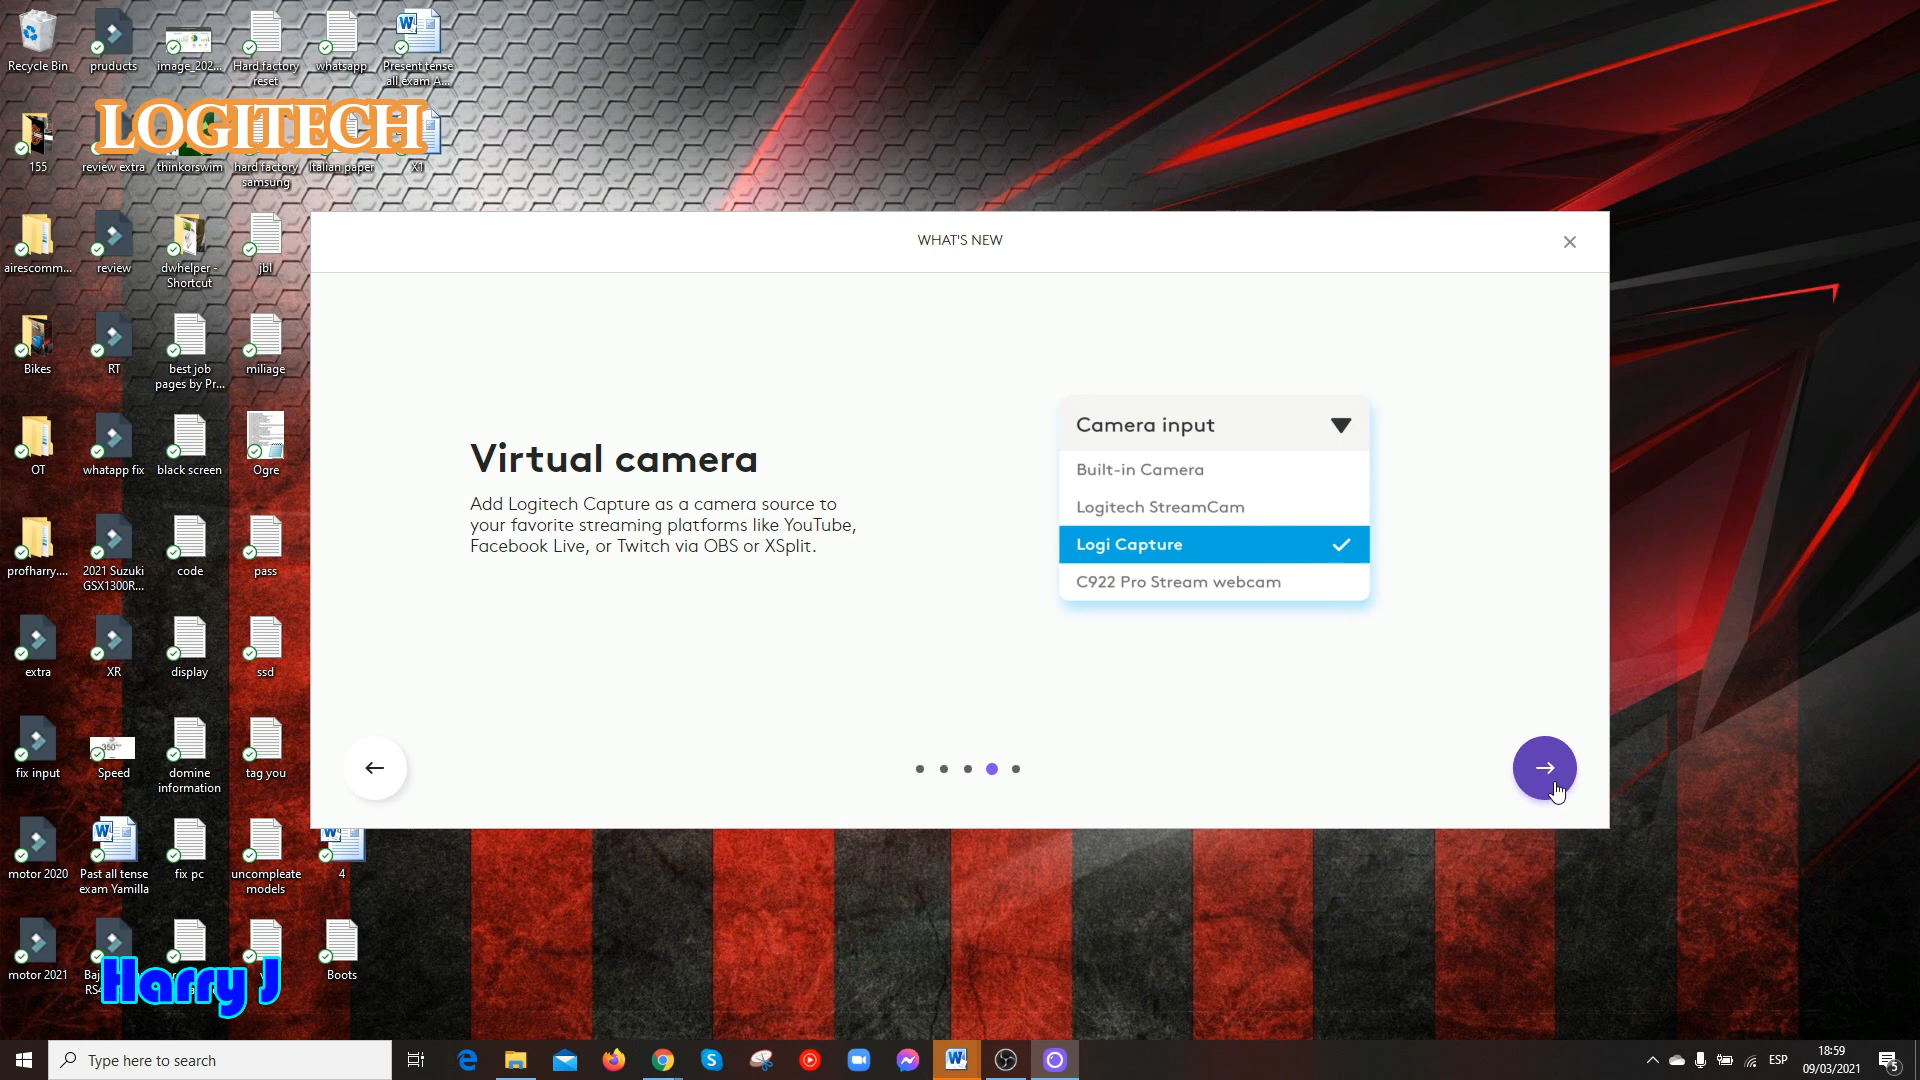 Recycle Bin
pruducts
image_202...
Hard factory
reset
whatsapp
Present tense
all exam A...
LOGITECH
155
review extra
thinkorswim
hard factory
samsung
Italian paper
X1
airescomm...
review
dwhelper -
Shortcut
jbl
WHAT'S NEW
Bikes
RT
best job
pages by Pr...
miliage
OT
whatapp fix
black screen
Ogre
Virtual camera
Add Logitech Capture as a camera source to
your favorite streaming platforms like YouTube,
Facebook Live, or Twitch via OBS or XSplit.
Camera input
Built-in Camera
Logitech StreamCam
Logi Capture
C922 Pro Stream webcam
profharry....
2021 Suzuki
GSX1300R...
code
pass
extra
XR
display
ssd
fix input
Speed
domine
information
tag you
motor 2020
Past all tense
exam Yamilla
fix pc
uncompleate
models
4
motor 2021
Harry J
Boots
Type here to search
ESP
18:59
09/03/2021
5